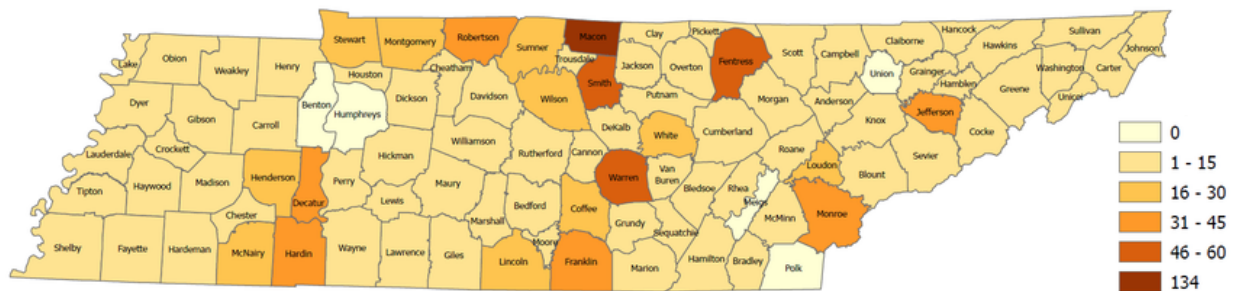 Lake
Obion
Weakley
Henry
Stewart
Montgomery
Robertson
Sumner
Macon
Trousdale
Clay
Pickett
Fentress
Scott
Campbell
Claiborne
Hancock
Hawkins
Sullivan
Johnson
Carter
Washington
Unicoi
Greene
Hamblen
Grainger
Union
Jefferson
Cocke
Sevier
Knox
Anderson
Morgan
Overton
Jackson
Smith
Putnam
Wilson
Davidson
Cheatham
Houston
Dickson
Humphreys
Benton
Carroll
Gibson
Dyer
Crockett
Lauderdale
Haywood
Tipton
Madison
Henderson
Decatur
Perry
Hickman
Williamson
Rutherford
Cannon
DeKalb
White
Cumberland
Roane
Loudon
Blount
Monroe
McMinn
Meigs
Rhea
Bledsoe
Van
Buren
Warren
Coffee
Bedford
Maury
Lewis
Marshall
Moore
Grundy
Sequatchie
Chester
Shelby
Fayette
Hardeman
McNairy
Hardin
Wayne
Lawrence
Giles
Lincoln
Franklin
Marion
Hamilton
Bradley
Polk
0
1 - 15
16 - 30
31 - 45
46 - 60
134